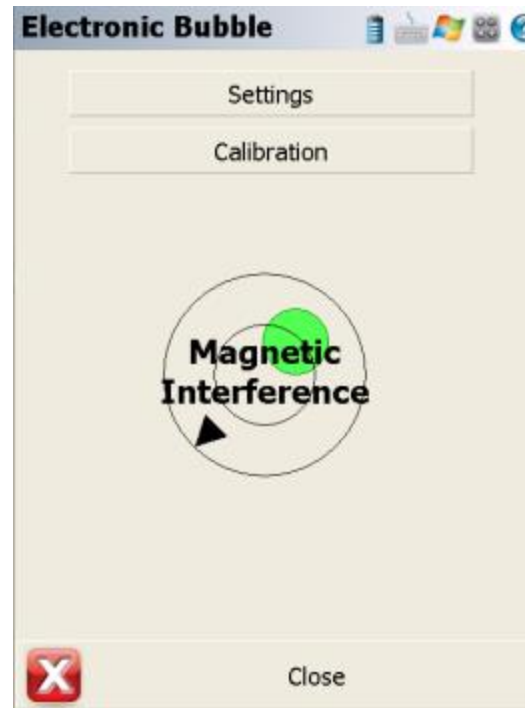 Electronic Bubble
Settings
Calibration
Magnetic
Interference
Close